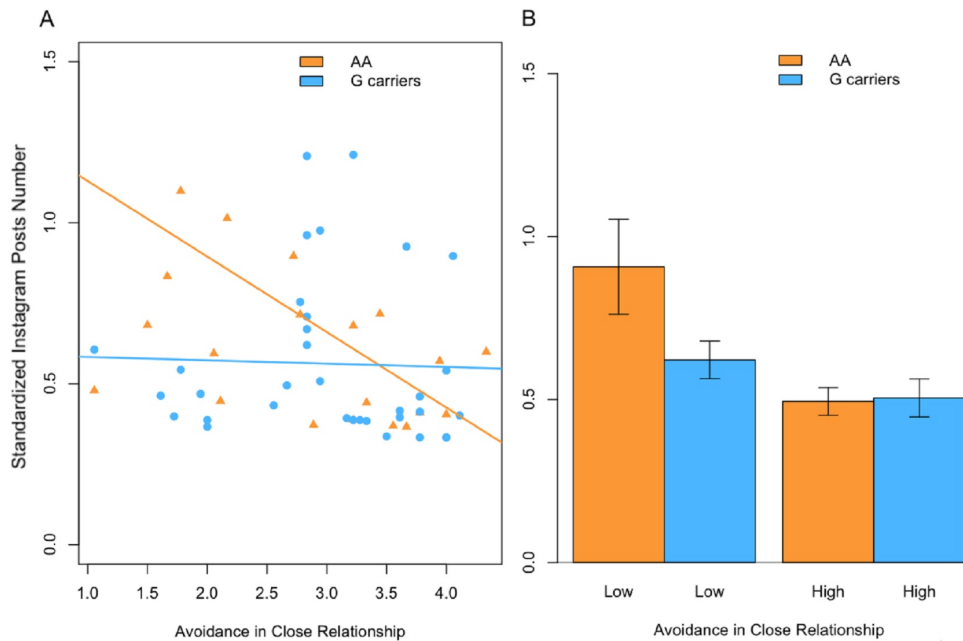 A
AA
G carriers
Standardized Instagram Posts Number
1.5
1.0
0.5
0.0
1.0 1.5 2.0 2.5 3.0 3.5 4.0
Avoidance in Close Relationship
B
AA
G carriers
1.5
1.0
0.5
0.0
Low Low High High
Avoidance in Close Relationship